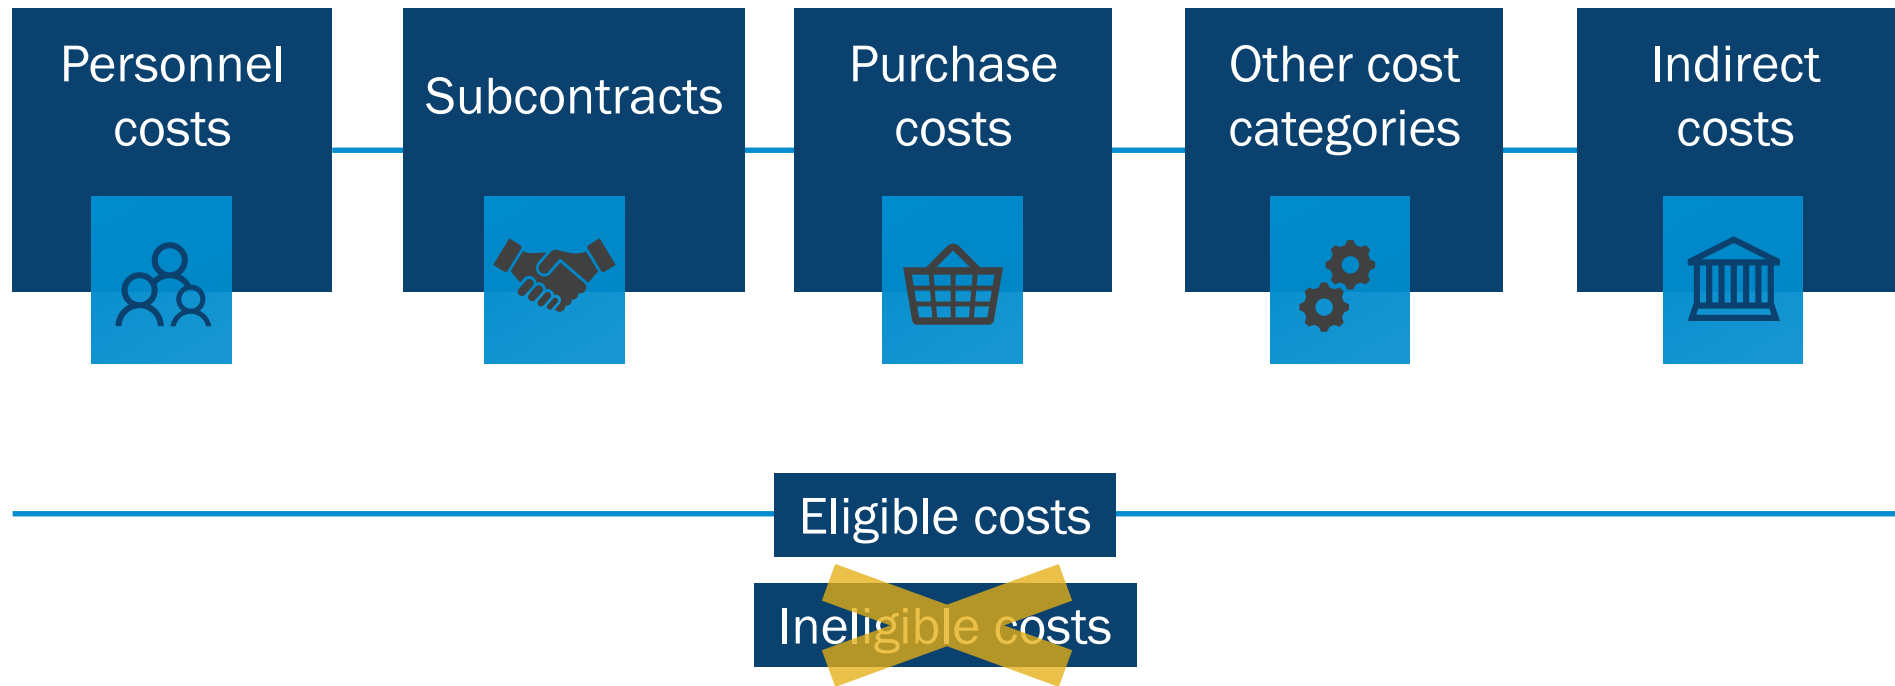 Personnel
costs
Subcontracts
Purchase
costs
Other cost
categories
Indirect
costs
Eligible costs
Ineligible costs